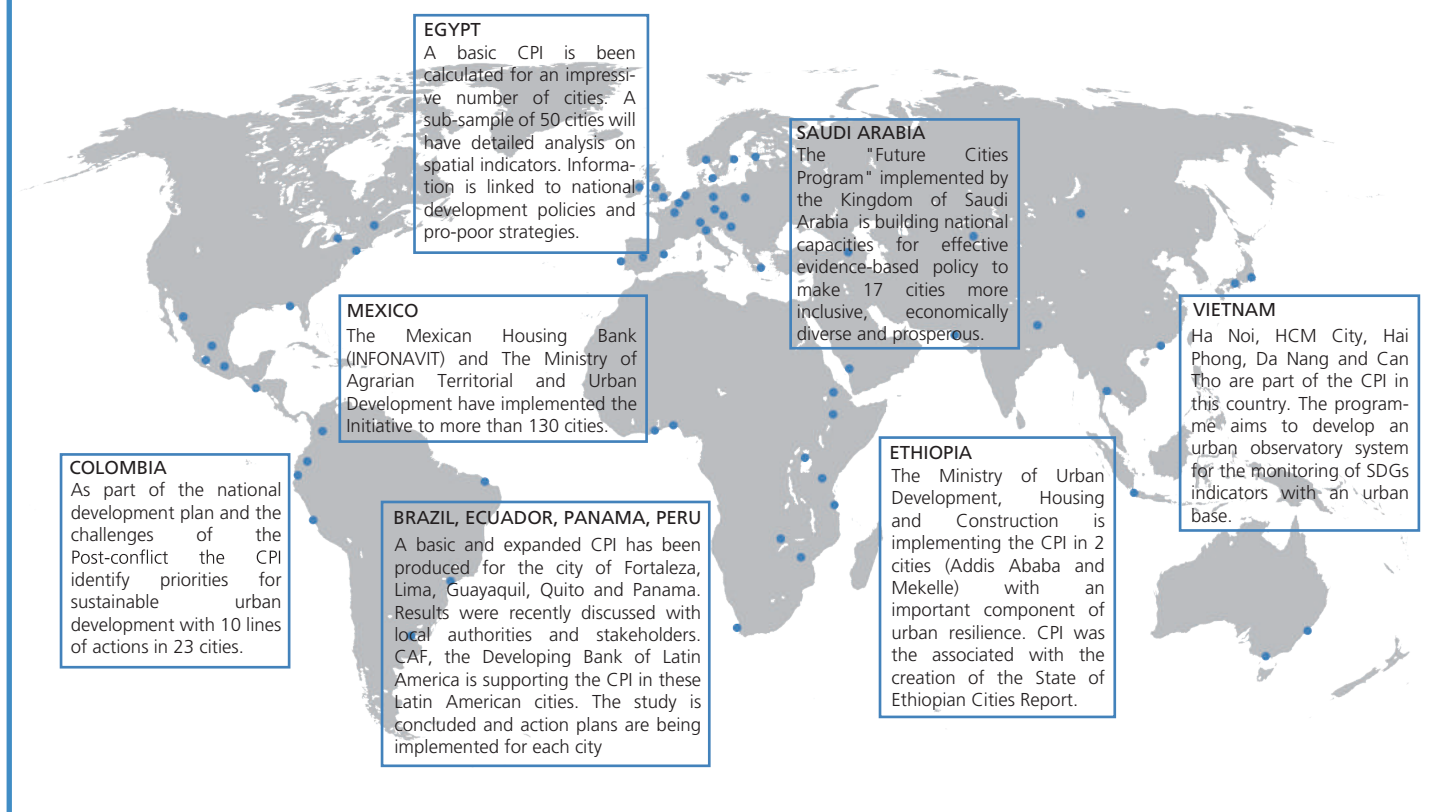 EGYPT
A basic CPI is been
calculated for an impressi-
ve number of cities. A
sub-sample of 50 cities will
have detailed analysis on
spatial indicators. Informa-
tion is linked to national
development policies and
pro-poor strategies.
SAUDI ARABIA
The "Future Cities
Program" implemented by
the Kingdom of Saudi
Arabia is building national
capacities for effective
evidence-based policy to
make 17 cities more
inclusive, economically
diverse and prosperous.
MEXICO
The Mexican Housing Bank
(INFONAVIT) and The Ministry of
Agrarian Territorial and Urban
Development have implemented the
Initiative to more than 130 cities.
VIETNAM
Ha Noi, HCM City, Hai
Phong, Da Nang and Can
Tho are part of the CPI in
this country. The program-
me aims to develop an
urban observatory system
for the monitoring of SDGs
indicators with an urban
base.
COLOMBIA
As part of the national
development plan and the
challenges of the
Post-conflict the CPI
identify priorities for
sustainable urban
development with 10 lines
of actions in 23 cities.
BRAZIL, ECUADOR, PANAMA, PERU
A basic and expanded CPI has been
produced for the city of Fortaleza,
Lima, Guayaquil, Quito and Panama.
Results were recently discussed with
local authorities and stakeholders.
CAF, the Developing Bank of Latin
America is supporting the CPI in these
Latin American cities. The study is
concluded and action plans are being
implemented for each city
ETHIOPIA
The Ministry of Urban
Development, Housing
and Construction is
implementing the CPI in 2
cities (Addis Ababa and
Mekelle) with an
important component of
urban resilience. CPI was
the associated with the
creation of the State of
Ethiopian Cities Report.